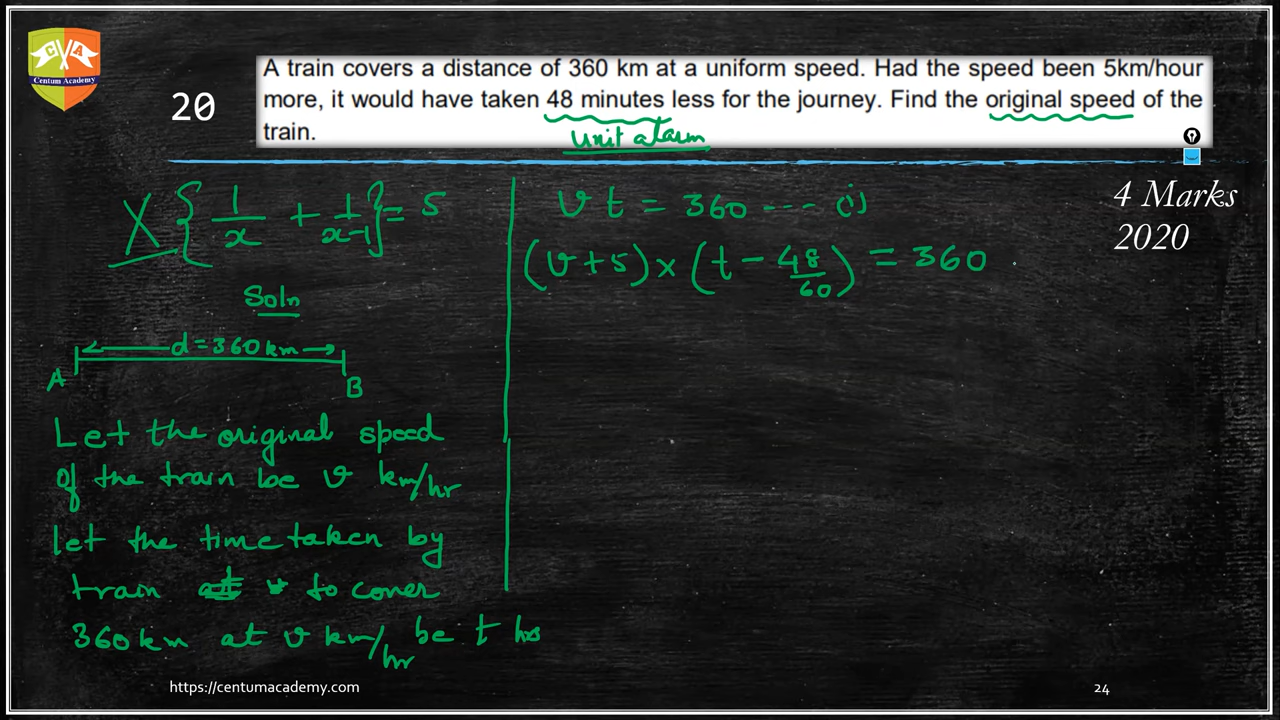 C A
Centum Academy
20
A train covers a distance of 360 km at a uniform speed. Had the speed been 5km/hour
more, it would have taken 48 minutes less for the journey. Find the original speed of the
train.
Unit alarm
4 Marks
2020
X { 1/x + 1/x-1 } = 5
Soln
d = 360 km
A
B
Let the original speed
of the train be v km/hr
let the time taken by
train at v to cover
360 km at v km/hr be t hrs
v t = 360 --- (i)
(v + 5) × (t - 48/60) = 360
https://centumacademy.com
24